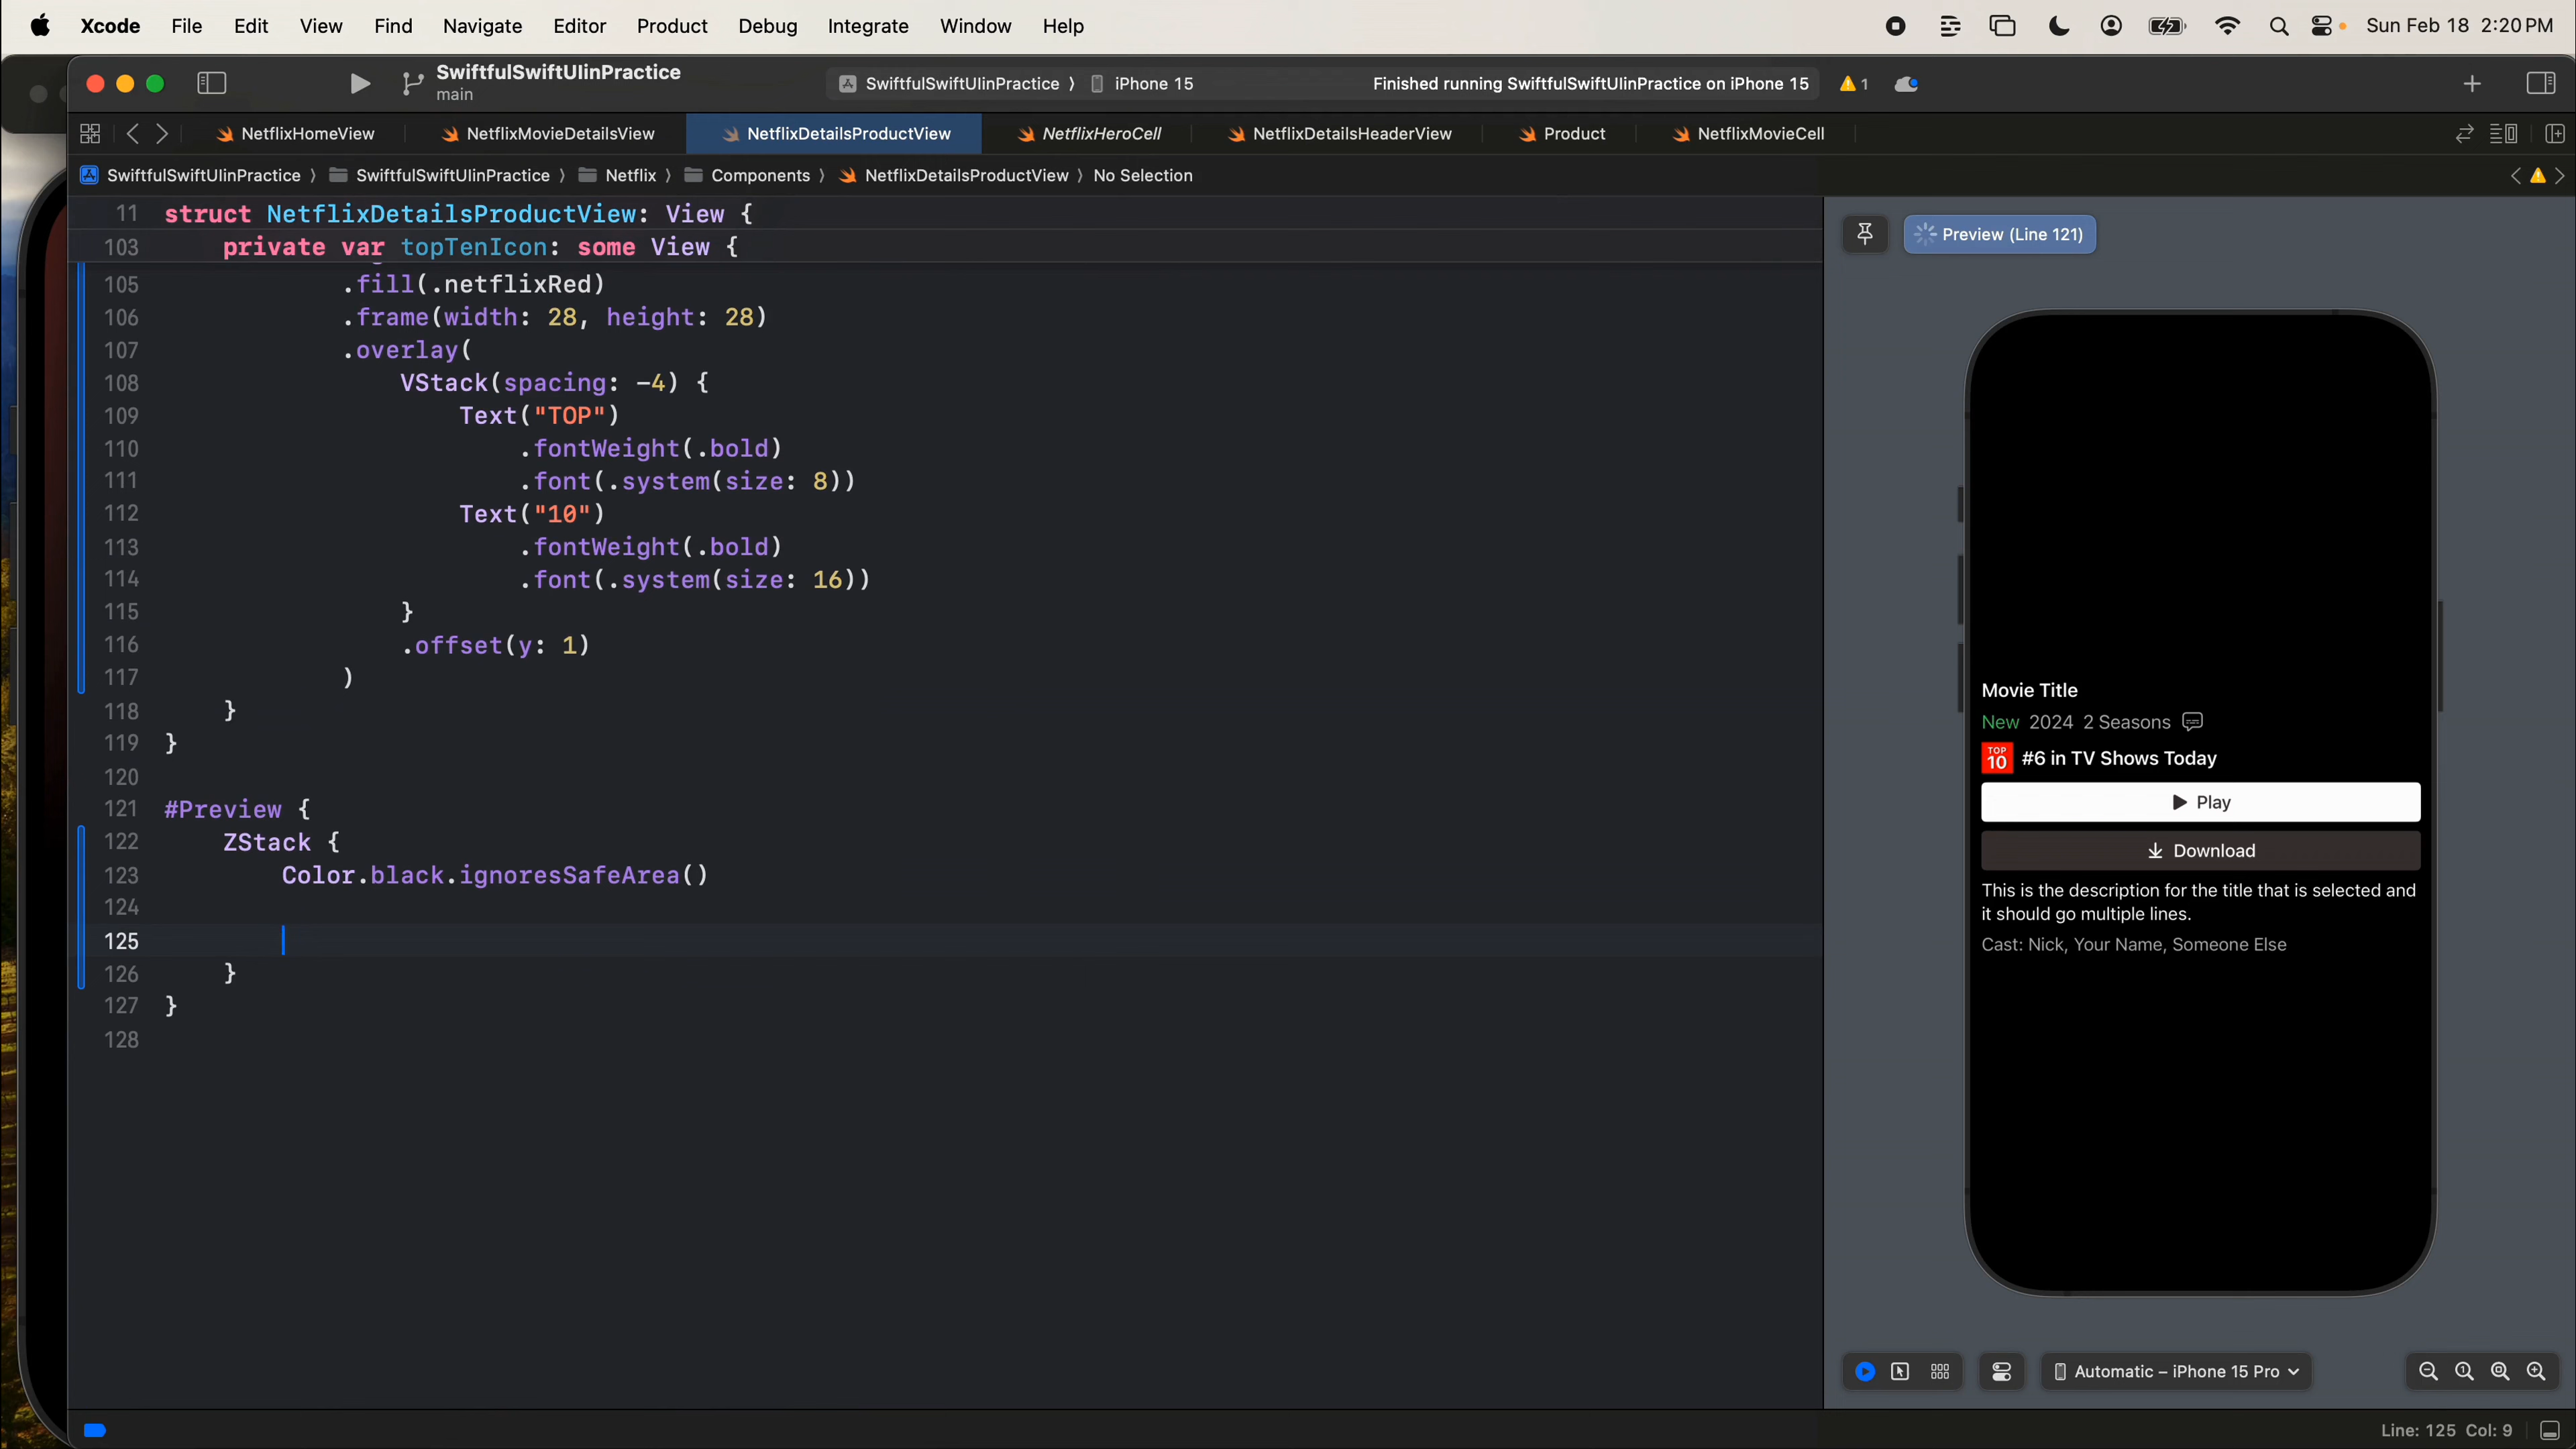 Xcode File Edit View Find Navigate Editor Product Debug Integrate Window Help Sun Feb 18 2:20 PM
SwiftfulSwiftUIinPractice
main
SwiftfulSwiftUIinPractice 〉 iPhone 15
Finished running SwiftfulSwiftUIinPractice on iPhone 15
1
NetflixHomeView NetflixMovieDetailsView NetflixDetailsProductView NetflixHeroCell NetflixDetailsHeaderView Product NetflixMovieCell
SwiftfulSwiftUIinPractice 〉 SwiftfulSwiftUIinPractice 〉 Netflix 〉 Components 〉 NetflixDetailsProductView 〉 No Selection
11 struct NetflixDetailsProductView: View {
103 private var topTenIcon: some View {
105 .fill(.netflixRed)
106 .frame(width: 28, height: 28)
107 .overlay(
108 VStack(spacing: -4) {
109 Text("TOP")
110 .fontWeight(.bold)
111 .font(.system(size: 8))
112 Text("10")
113 .fontWeight(.bold)
114 .font(.system(size: 16))
115 }
116 .offset(y: 1)
117 )
118 }
119 }
120
121 #Preview {
122 ZStack {
123 Color.black.ignoresSafeArea()
124
125
126 }
127 }
128
Preview (Line 121)
Movie Title
New 2024 2 Seasons
TOP
10
#6 in TV Shows Today
Play
Download
This is the description for the title that is selected and
it should go multiple lines.
Cast: Nick, Your Name, Someone Else
Automatic – iPhone 15 Pro
Line: 125 Col: 9